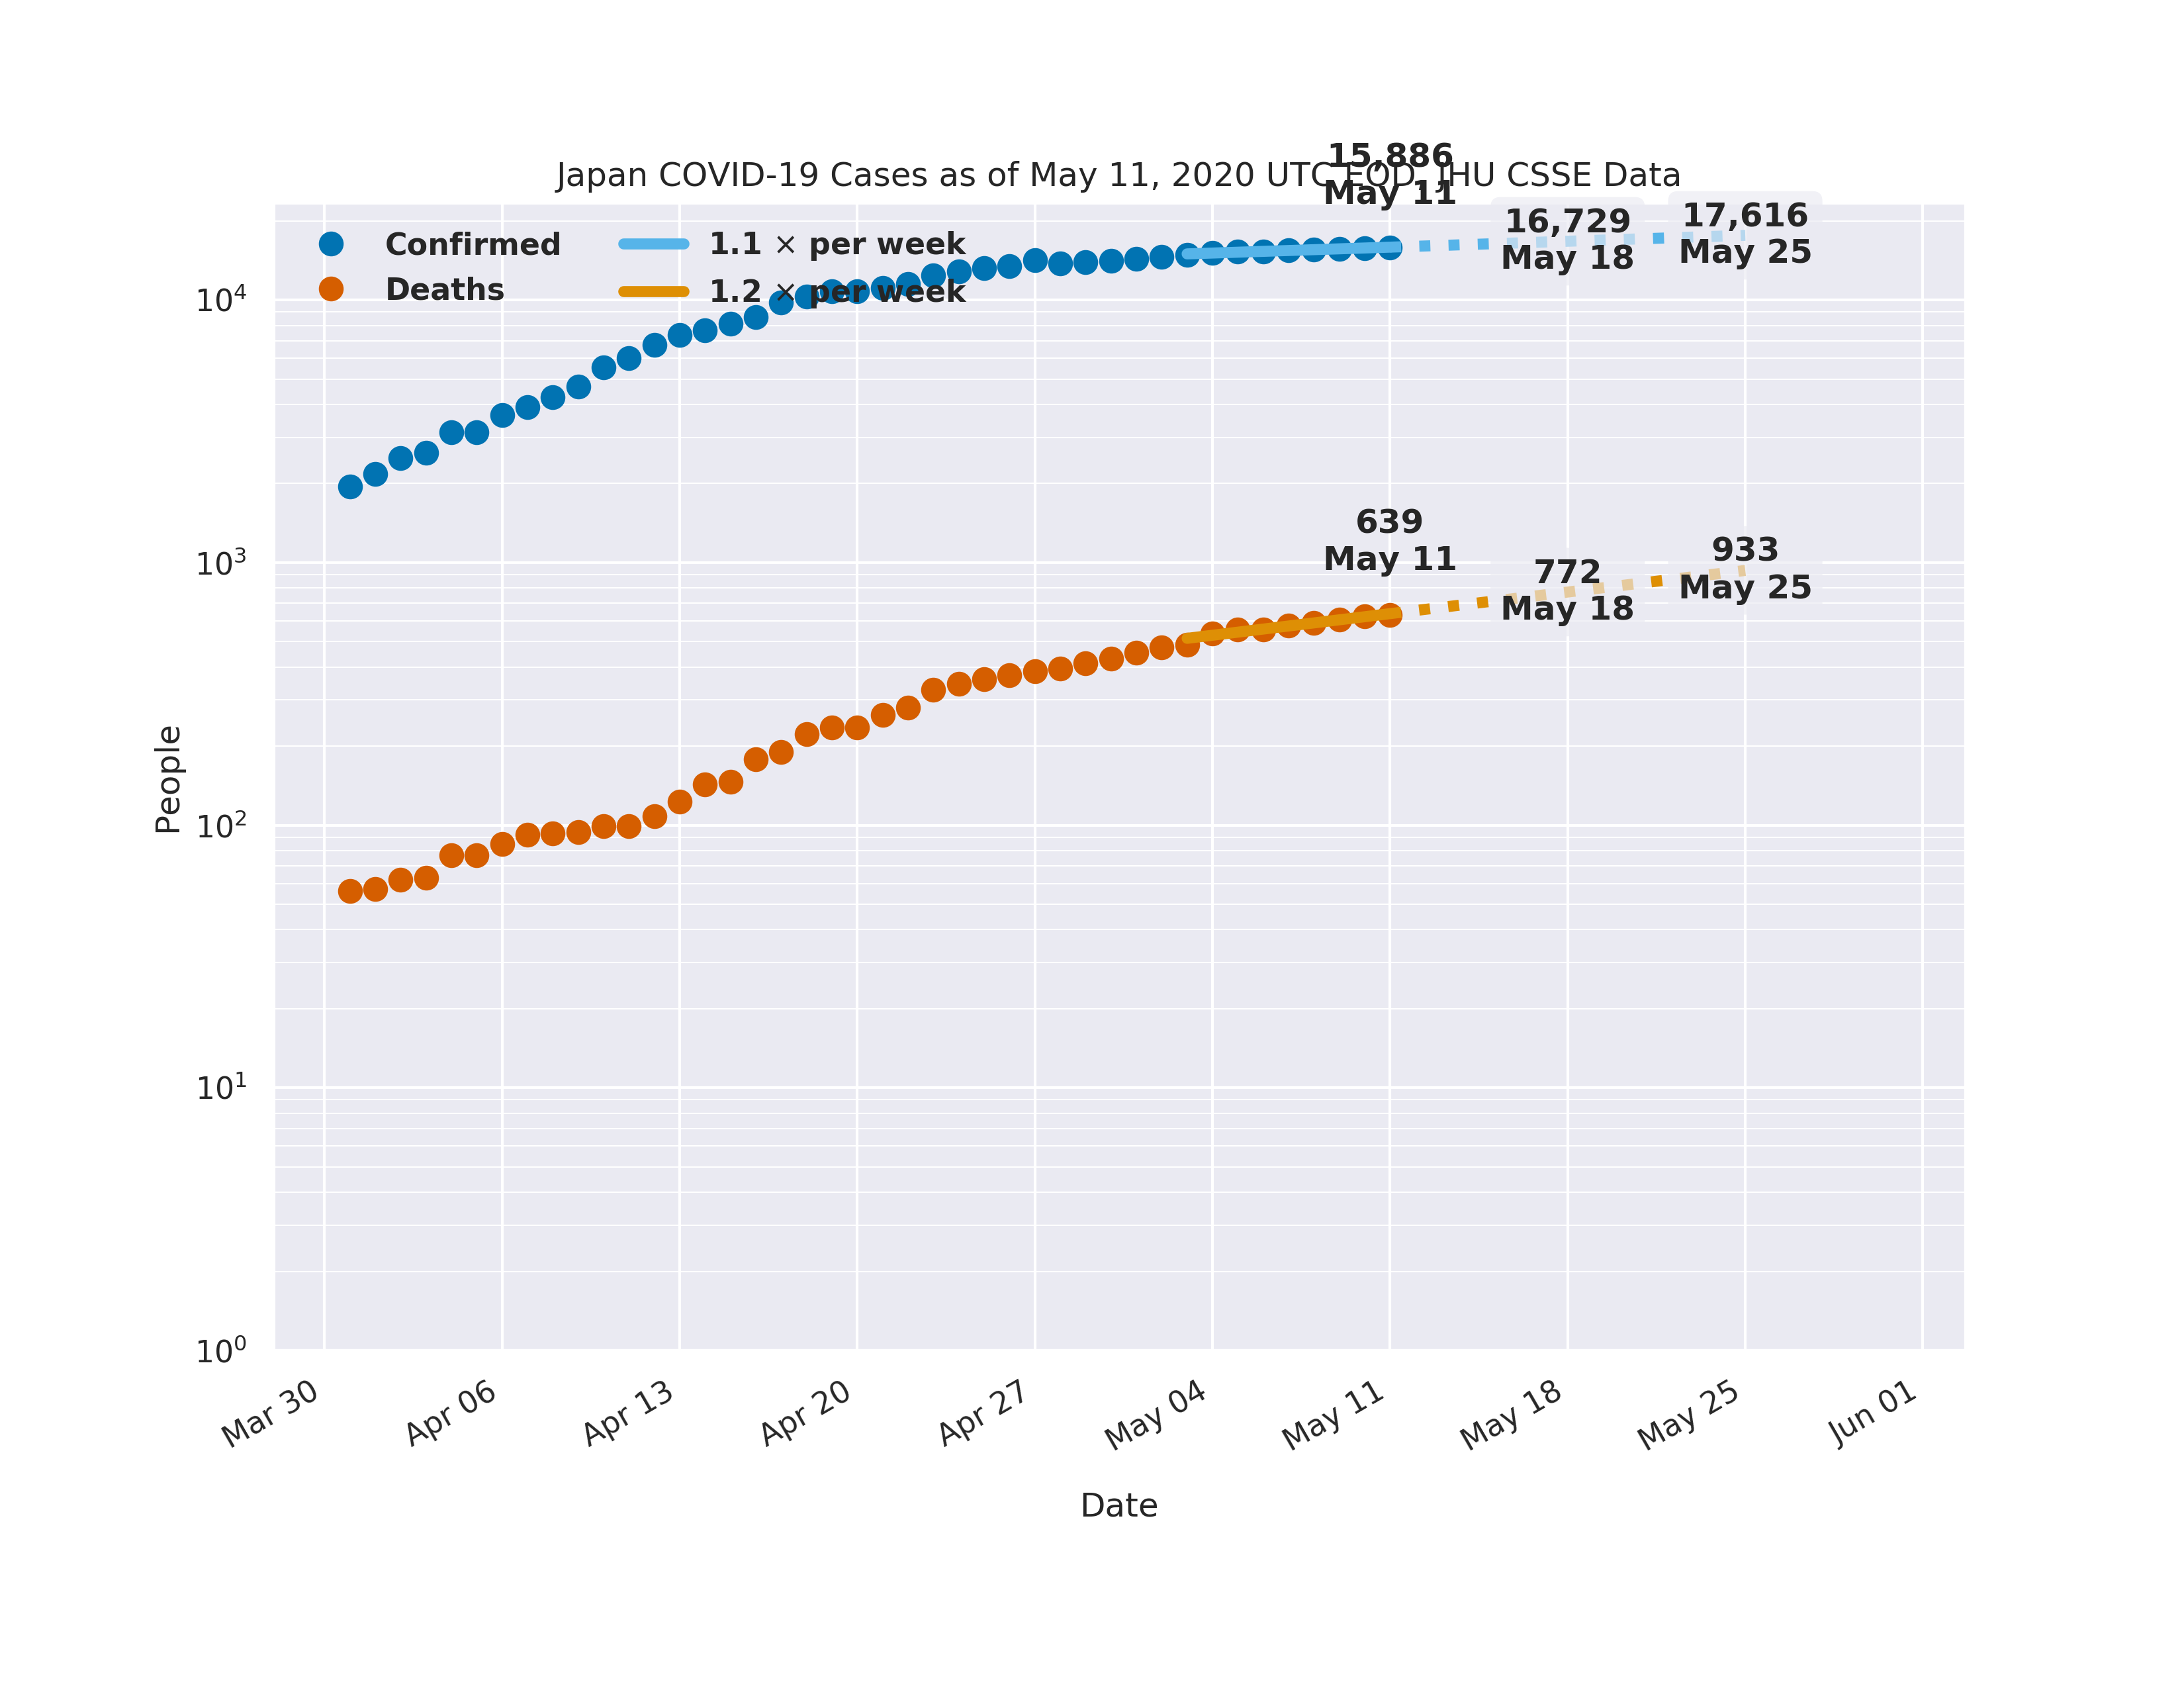 Japan COVID-19 Cases as of May 11, 2020 UTC EOD, JHU CSSE Data
15,886
May 11
16,729
May 18
17,616
May 25
Confirmed
Deaths
1.1 × per week
1.2 × per week
639
May 11
772
May 18
933
May 25
People
10⁴
10³
10²
10¹
10⁰
Mar 30
Apr 06
Apr 13
Apr 20
Apr 27
May 04
May 11
May 18
May 25
Jun 01
Date